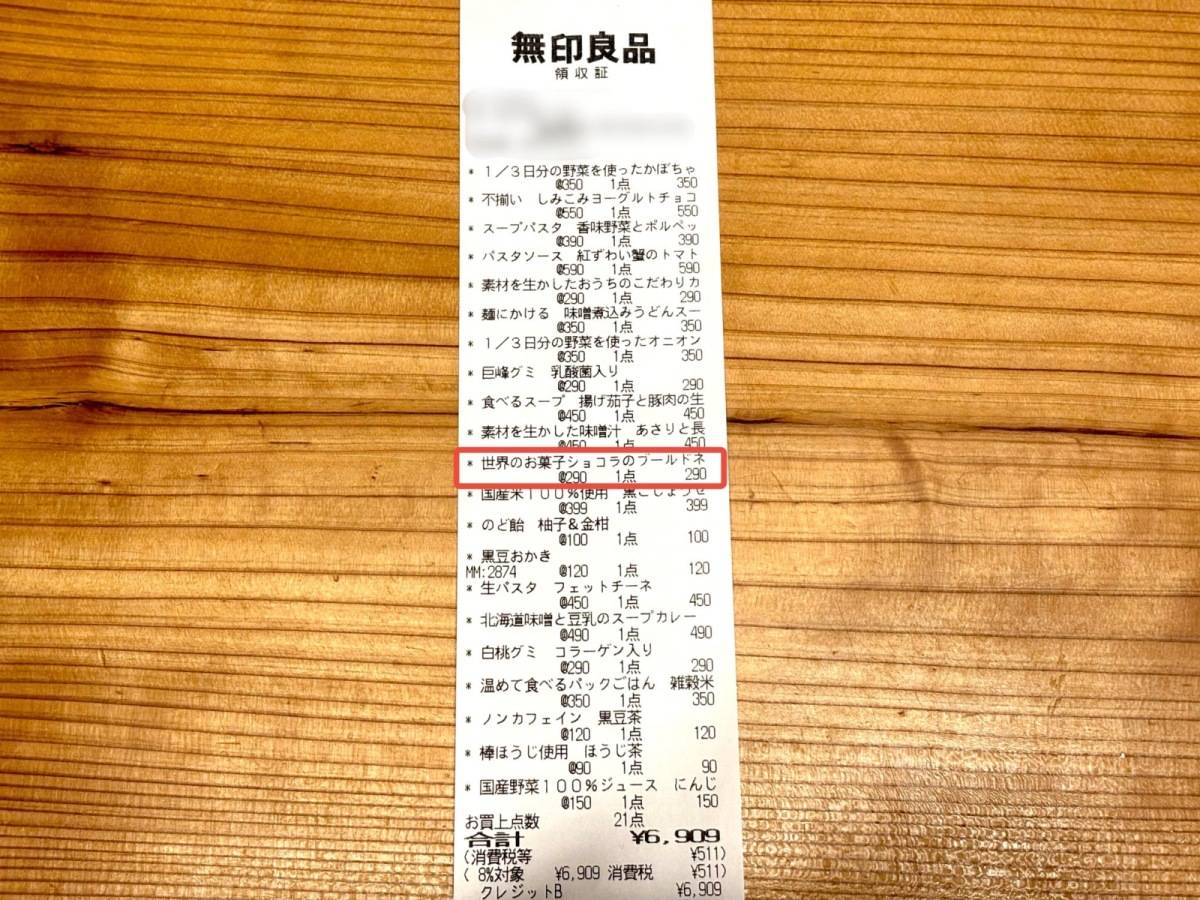 無印良品
領収証
* 1/3日分の野菜を使ったかぼちゃ
@350 1点 350
* 不揃い しみこみヨーグルトチョコ
@550 1点 550
* スープパスタ 香味野菜とポルペッ
@390 1点 390
* パスタソース 紅ずわい蟹のトマト
@590 1点 590
* 素材を生かしたおうちのこだわりカ
@290 1点 290
* 麺にかける 味噌煮込みうどんスー
@350 1点 350
* 1/3日分の野菜を使ったオニオン
@350 1点 350
* 巨峰グミ 乳酸菌入り
@290 1点 290
* 食べるスープ 揚げ茄子と豚肉の生
@450 1点 450
* 素材を生かした味噌汁 あさりと長
@450 1点 450
* 世界のお菓子ショコラのブールドネ
@290 1点 290
* 国産米100%使用 黒こしょうせ
@399 1点 399
* のど飴 柚子&金柑
@100 1点 100
* 黒豆おかき
MM:2874 @120 1点 120
* 生パスタ フェットチーネ
@450 1点 450
* 北海道味噌と豆乳のスープカレー
@490 1点 490
* 白桃グミ コラーゲン入り
@290 1点 290
* 温めて食べるパックごはん 雑穀米
@350 1点 350
* ノンカフェイン 黒豆茶
@120 1点 120
* 棒ほうじ使用 ほうじ茶
@90 1点 90
* 国産野菜100%ジュース にんじ
@150 1点 150
お買上点数 21点
合計 ¥6,909
(消費税等 ¥511)
( 8%対象 ¥6,909 消費税 ¥511)
クレジットB ¥6,909